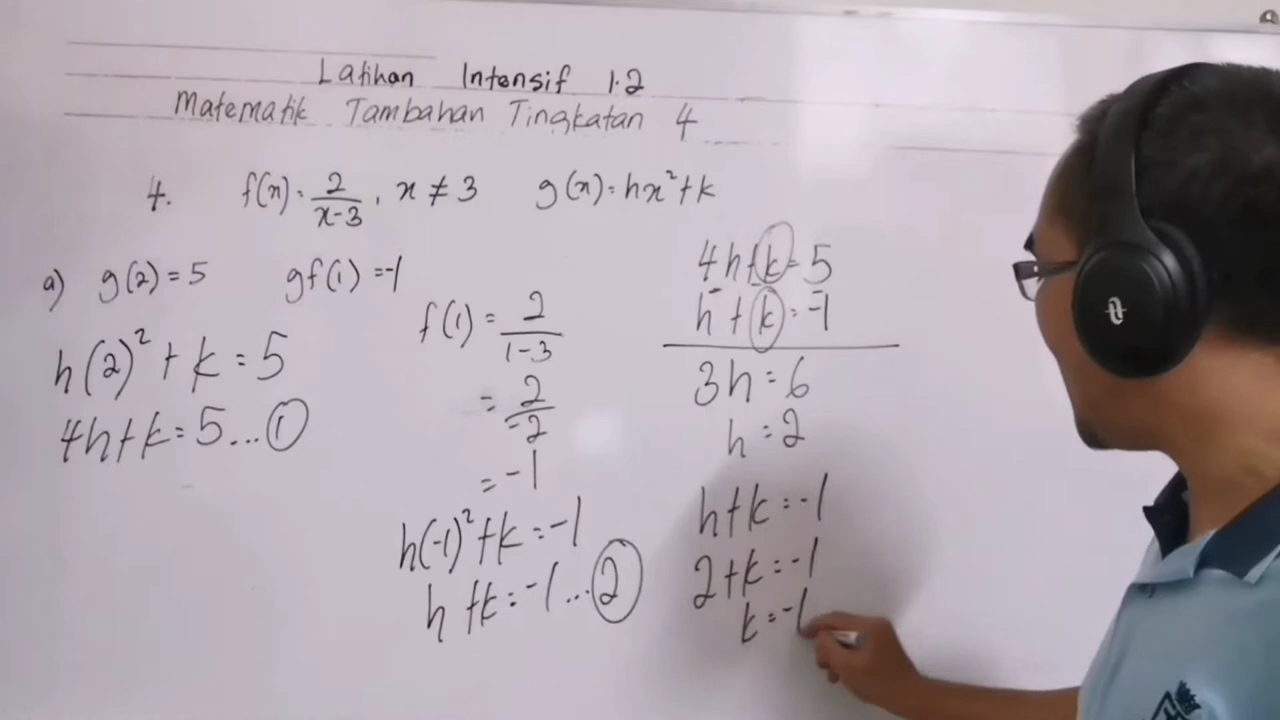 Latihan Intensif 1.2
Matematik Tambahan Tingkatan 4
4. f(x) = 2/(x-3), x ≠ 3 g(x) = hx² + k
a) g(2) = 5 gf(1) = -1
h(2)² + k = 5
4h + k = 5 ... ①
f(1) = 2/(1-3)
= 2/-2
= -1
h(-1)² + k = -1
h + k = -1 ... ②
4h + k = 5
h + k = -1
3h = 6
h = 2
h + k = -1
2 + k = -1
k = -1